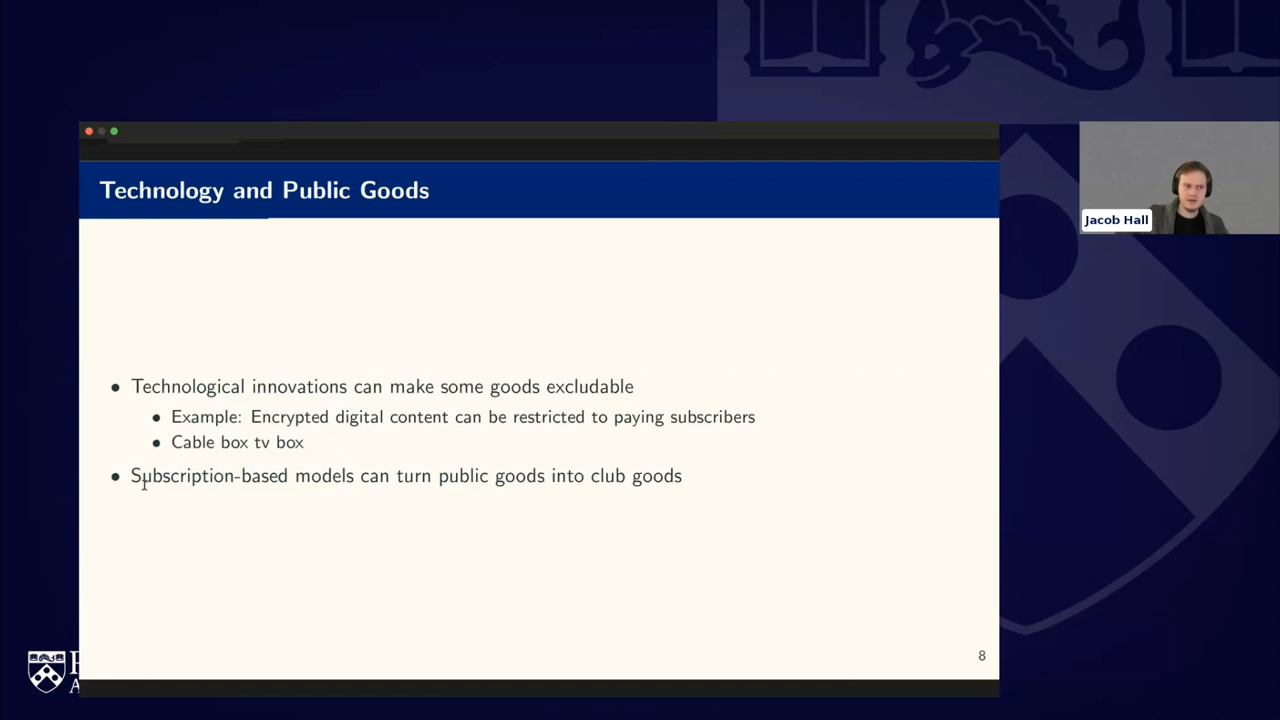 Technology and Public Goods
Jacob Hall
• Technological innovations can make some goods excludable
• Example: Encrypted digital content can be restricted to paying subscribers
• Cable box tv box
• Subscription-based models can turn public goods into club goods
8